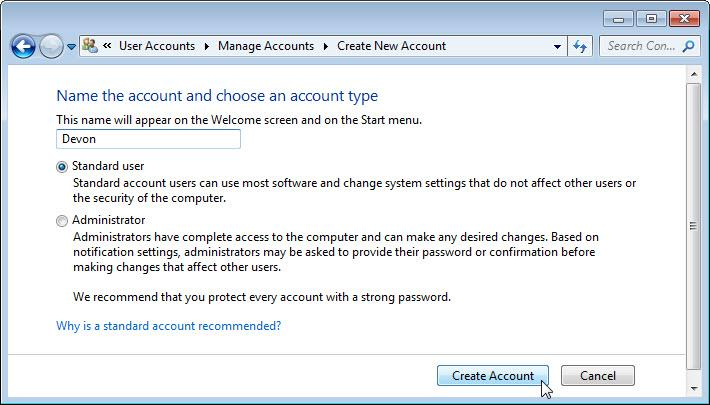 « User Accounts ▸ Manage Accounts ▸ Create New Account
Search Con...
Name the account and choose an account type
This name will appear on the Welcome screen and on the Start menu.
Devon
Standard user
Standard account users can use most software and change system settings that do not affect other users or
the security of the computer.
Administrator
Administrators have complete access to the computer and can make any desired changes. Based on
notification settings, administrators may be asked to provide their password or confirmation before
making changes that affect other users.
We recommend that you protect every account with a strong password.
Why is a standard account recommended?
Create Account
Cancel